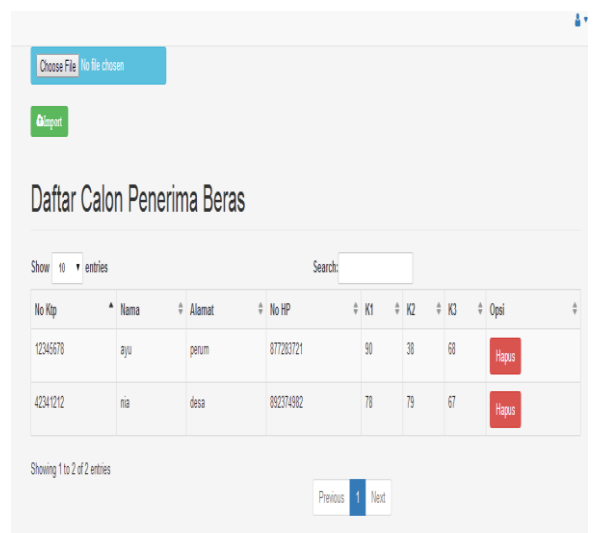 Choose File No file chosen
Import
Daftar Calon Penerima Beras
Show 10 entries Search:
No Ktp Nama Alamat No HP K1 K2 K3 Opsi
12345678 ayu perum 877283721 90 38 68 Hapus
42341212 nia desa 892374982 78 79 67 Hapus
Showing 1 to 2 of 2 entries
Previous 1 Next